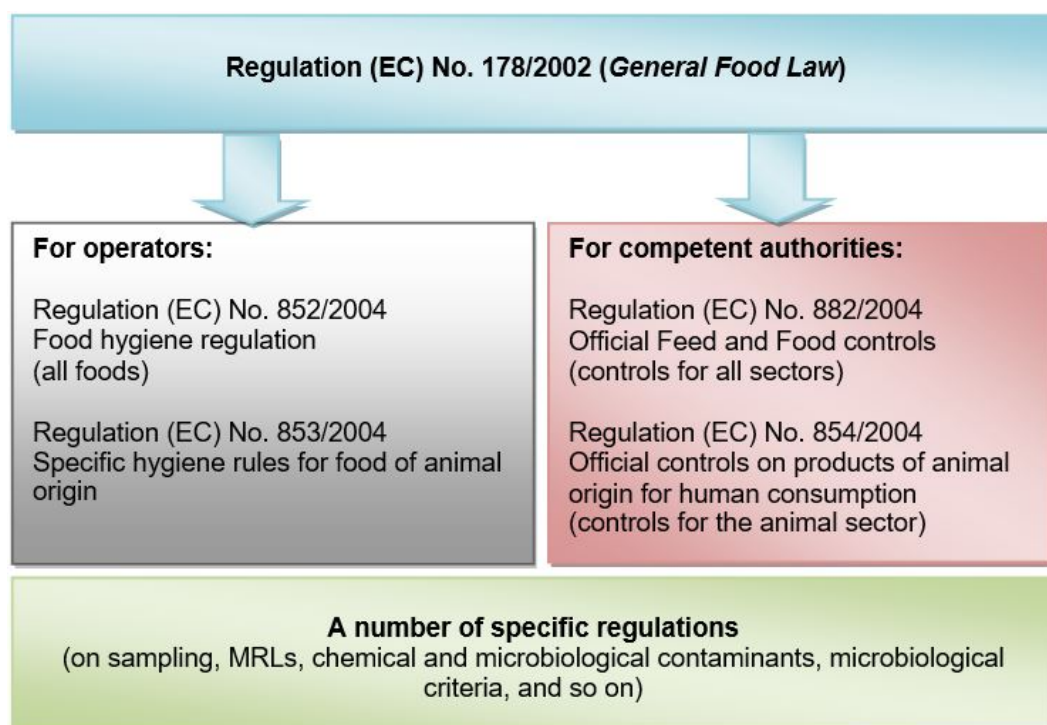 Regulation (EC) No. 178/2002 (General Food Law)
For operators:
Regulation (EC) No. 852/2004
Food hygiene regulation
(all foods)
Regulation (EC) No. 853/2004
Specific hygiene rules for food of animal
origin
For competent authorities:
Regulation (EC) No. 882/2004
Official Feed and Food controls
(controls for all sectors)
Regulation (EC) No. 854/2004
Official controls on products of animal
origin for human consumption
(controls for the animal sector)
A number of specific regulations
(on sampling, MRLs, chemical and microbiological contaminants, microbiological
criteria, and so on)